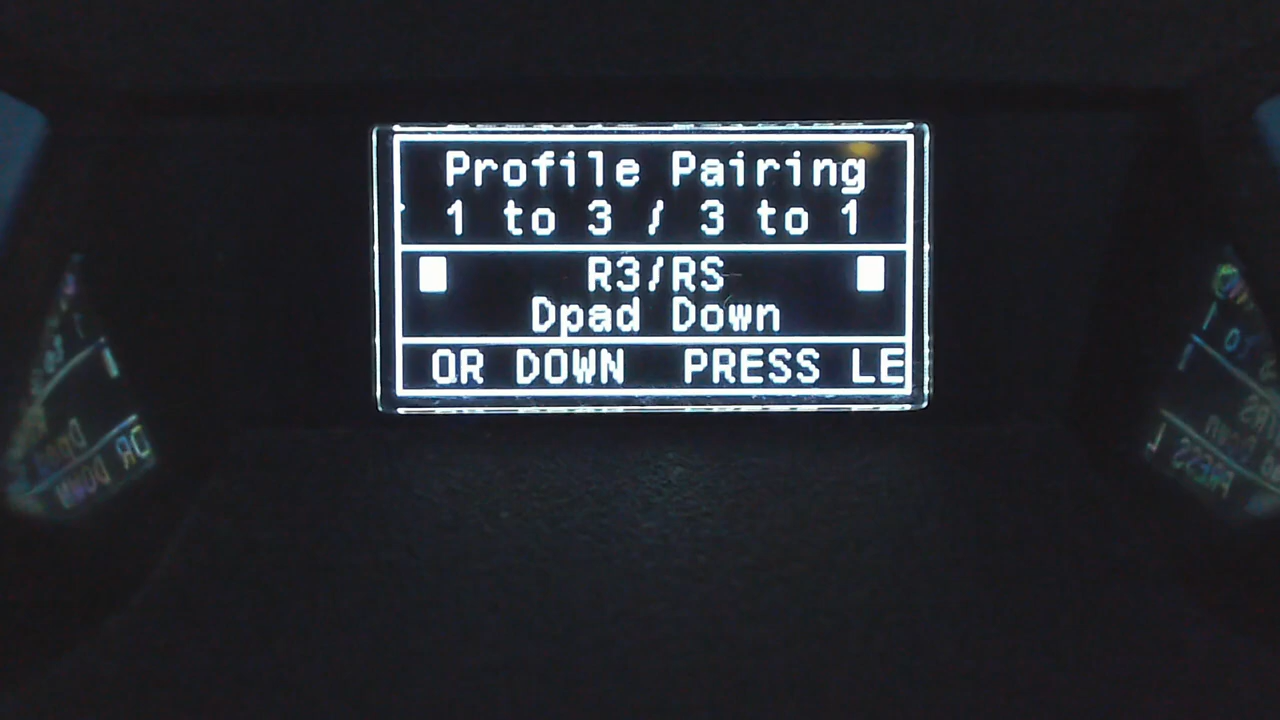 Profile Pairing
1 to 3 / 3 to 1
R3/RS
Dpad Down
OR DOWN PRESS LE